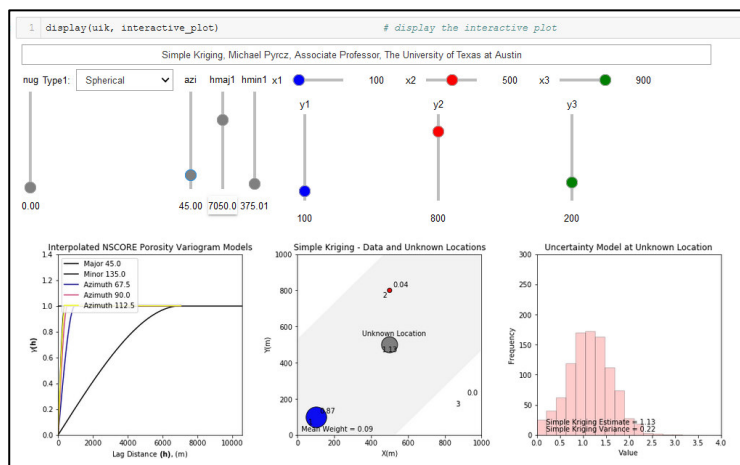 1 display(uik, interactive_plot) # display the interactive plot
Simple Kriging, Michael Pyrcz, Associate Professor, The University of Texas at Austin
nug Type1: Spherical azi hmaj1 hmin1 x1 100 x2 500 x3 900
y1 y2 y3
0.00 45.00 7050.0 375.01 100 800 200
Interpolated NSCORE Porosity Variogram Models
1.4
1.2
1.0
0.8
0.6
0.4
0.2
0.0
Major 45.0
Minor 135.0
Azimuth 67.5
Azimuth 90.0
Azimuth 112.5
γ(h)
0 2000 4000 6000 8000 10000
Lag Distance (h), (m)
Simple Kriging - Data and Unknown Locations
1000
800
600
400
200
0
Y(m)
0.04
2
Unknown Location
1.13
0.0
3
0.87
Mean Weight = 0.09
0 200 400 600 800 1000
X(m)
Uncertainty Model at Unknown Location
300
250
200
150
100
50
0
Frequency
Simple Kriging Estimate = 1.13
Simple Kriging Variance = 0.22
0.0 0.5 1.0 1.5 2.0 2.5 3.0 3.5 4.0
Value